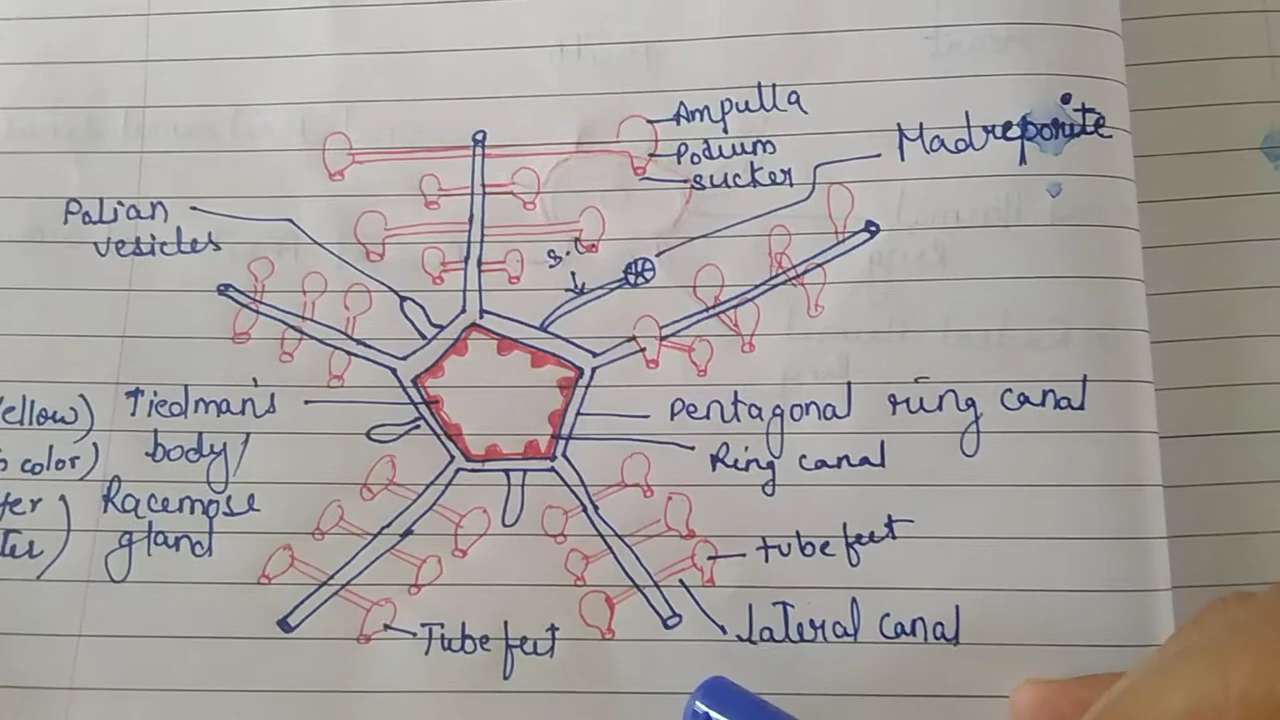 Ampulla
Podium
sucker
Madreporite
Polian
vesicles
s.c.
ellow) Tiedman's
color) body/
Racemose
gland
Pentagonal ring canal
Ring canal
tube feet
Lateral canal
Tube feet